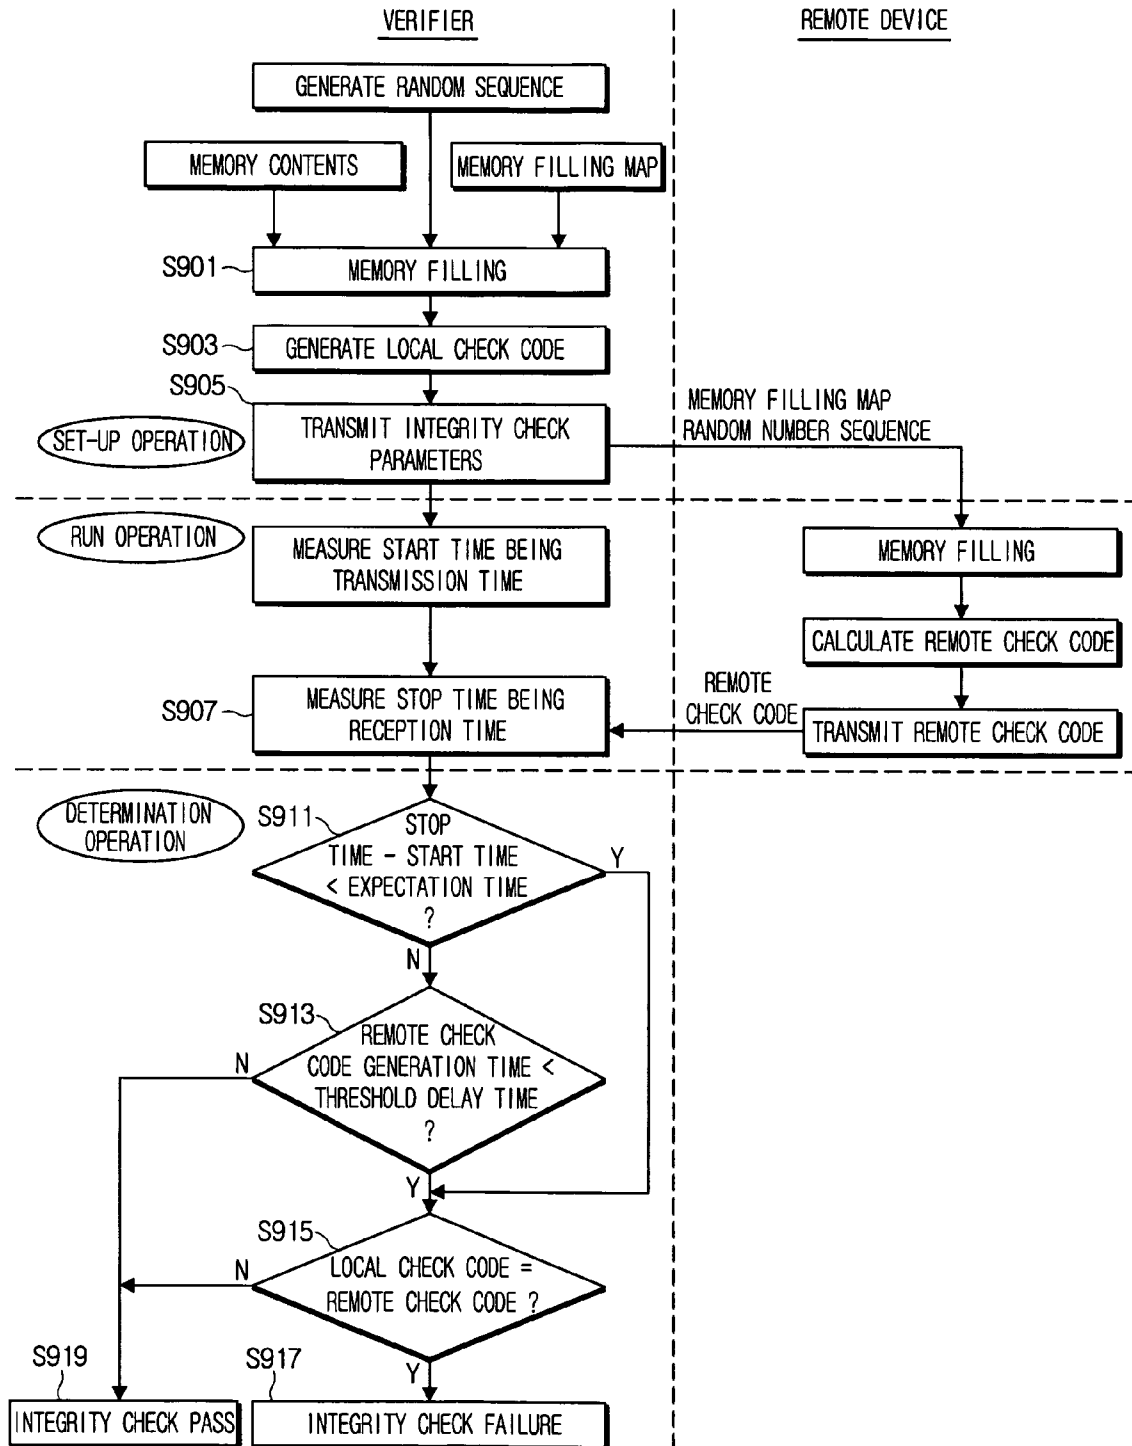 VERIFIER
REMOTE DEVICE
GENERATE RANDOM SEQUENCE
MEMORY CONTENTS
MEMORY FILLING MAP
S901
MEMORY FILLING
S903
GENERATE LOCAL CHECK CODE
S905
SET-UP OPERATION
TRANSMIT INTEGRITY CHECK
PARAMETERS
MEMORY FILLING MAP
RANDOM NUMBER SEQUENCE
RUN OPERATION
MEASURE START TIME BEING
TRANSMISSION TIME
MEMORY FILLING
CALCULATE REMOTE CHECK CODE
S907
MEASURE STOP TIME BEING
RECEPTION TIME
REMOTE
CHECK CODE
TRANSMIT REMOTE CHECK CODE
DETERMINATION
OPERATION
S911
STOP
TIME - START TIME
< EXPECTATION TIME
?
Y
N
S913
REMOTE CHECK
CODE GENERATION TIME <
THRESHOLD DELAY TIME
?
N
Y
S915
LOCAL CHECK CODE =
REMOTE CHECK CODE ?
N
Y
S919
INTEGRITY CHECK PASS
S917
INTEGRITY CHECK FAILURE